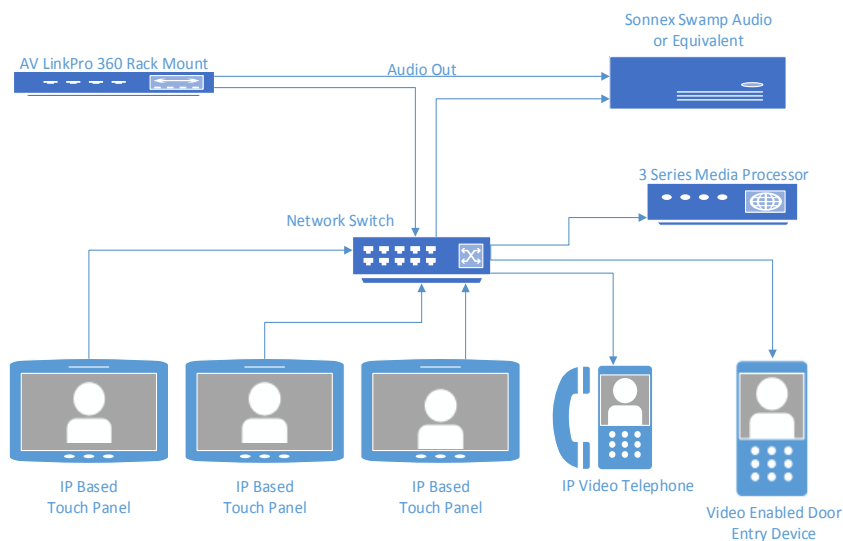 Sonnex Swamp Audio
or Equivalent
AV LinkPro 360 Rack Mount
Audio Out
3 Series Media Processor
Network Switch
IP Based
Touch Panel
IP Based
Touch Panel
IP Based
Touch Panel
IP Video Telephone
Video Enabled Door
Entry Device